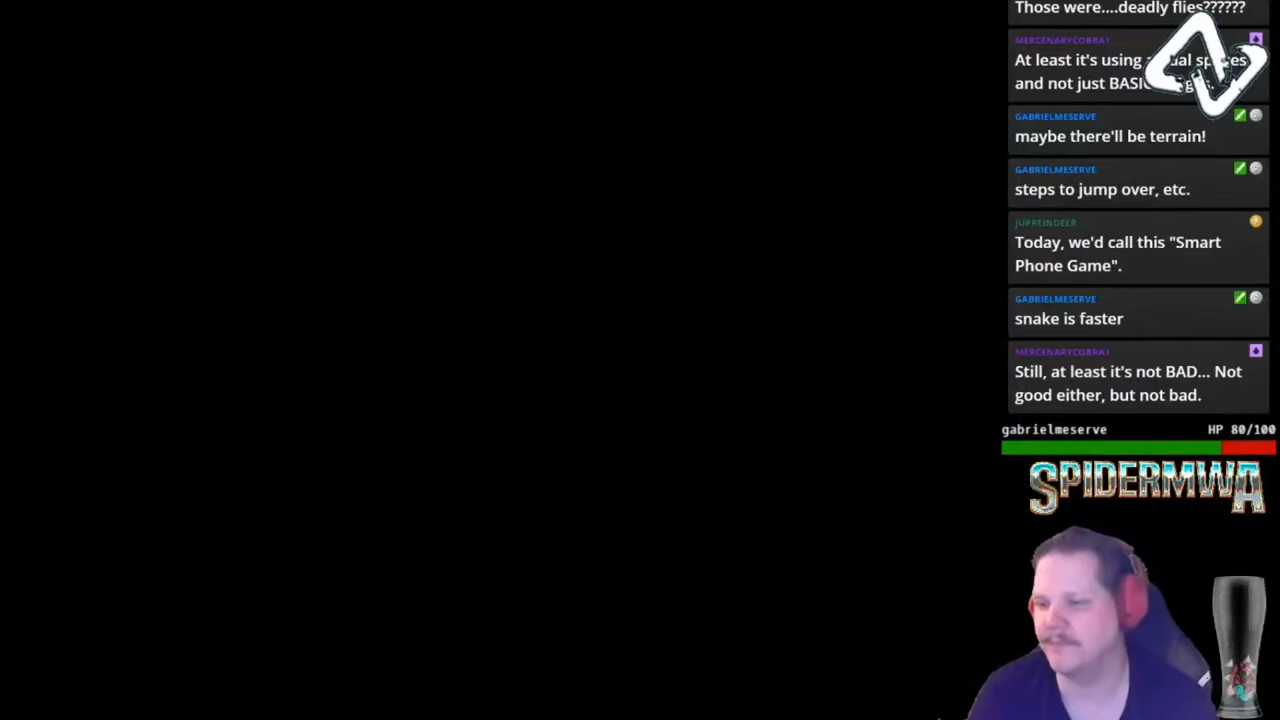 Those were....deadly flies??????
MERCENARYCOBRA1
At least it's using
and not just
GABRIELMESERVE
maybe there'll be terrain!
GABRIELMESERVE
steps to jump over, etc.
JUPREINDEER
Today, we'd call this "Smart
Phone Game".
GABRIELMESERVE
snake is faster
MERCENARYCOBRA1
Still, at least it's not BAD... Not
good either, but not bad.
gabrielmeserve HP 80/100
SPIDERMWA